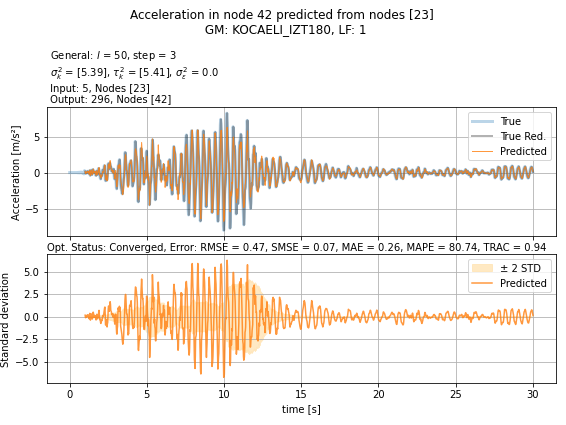 Acceleration in node 42 predicted from nodes [23]
GM: KOCAELI_IZT180, LF: 1
General: l = 50, step = 3
σ²ₖ = [5.39], τ²ₖ = [5.41], σ²ε = 0.0
Input: 5, Nodes [23]
Output: 296, Nodes [42]
Acceleration [m/s²]
5
0
−5
True
True Red.
Predicted
Opt. Status: Converged, Error: RMSE = 0.47, SMSE = 0.07, MAE = 0.26, MAPE = 80.74, TRAC = 0.94
Standard deviation
5.0
2.5
0.0
−2.5
−5.0
± 2 STD
Predicted
0 5 10 15 20 25 30
time [s]